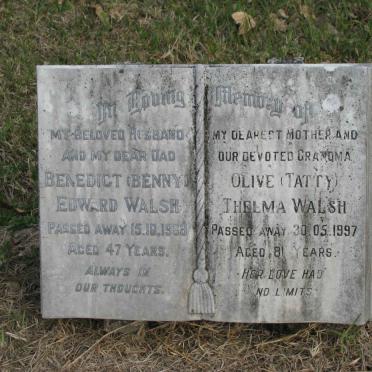 In Loving Memory of
MY BELOVED HUSBAND
AND MY DEAR DAD
BENEDICT (BENNY)
EDWARD WALSH
PASSED AWAY 15.10.1968
AGED 47 YEARS.
ALWAYS IN
OUR THOUGHTS.
MY DEAREST MOTHER AND
OUR DEVOTED GRANDMA
OLIVE (TATTY)
THELMA WALSH
PASSED AWAY 30.05.1997
AGED 81 YEARS.
HER LOVE HAD
NO LIMITS